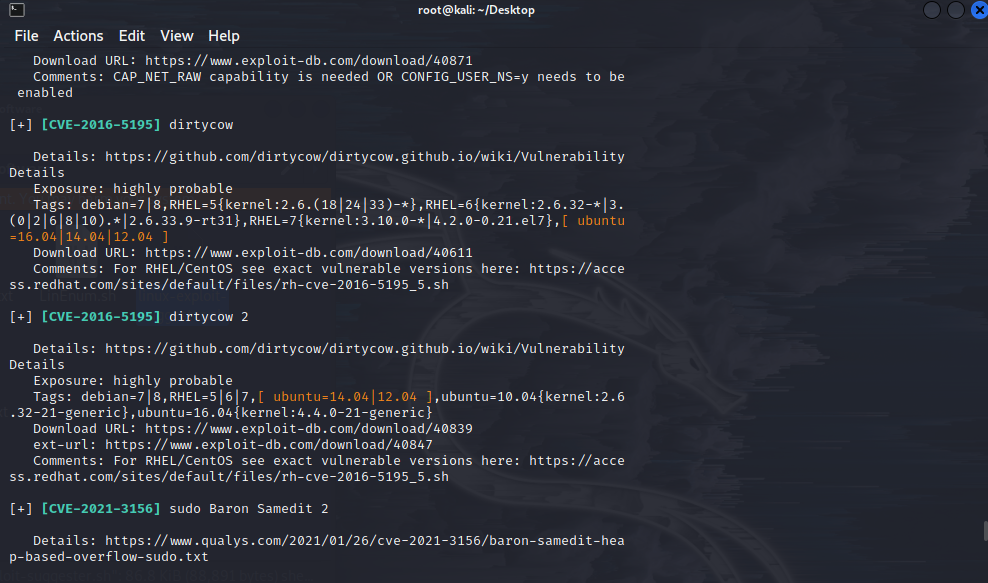 root@kali: ~/Desktop
File Actions Edit View Help
Download URL: https://www.exploit-db.com/download/40871
Comments: CAP_NET_RAW capability is needed OR CONFIG_USER_NS=y needs to be
enabled
[+] [CVE-2016-5195] dirtycow
Details: https://github.com/dirtycow/dirtycow.github.io/wiki/Vulnerability
Details
Exposure: highly probable
Tags: debian=7|8,RHEL=5{kernel:2.6.(18|24|33)-*},RHEL=6{kernel:2.6.32-*|3.
(0|2|6|8|10).*|2.6.33.9-rt31},RHEL=7{kernel:3.10.0-*|4.2.0-0.21.el7},[ ubuntu
=16.04|14.04|12.04 ]
Download URL: https://www.exploit-db.com/download/40611
Comments: For RHEL/CentOS see exact vulnerable versions here: https://acce
ss.redhat.com/sites/default/files/rh-cve-2016-5195_5.sh
[+] [CVE-2016-5195] dirtycow 2
Details: https://github.com/dirtycow/dirtycow.github.io/wiki/Vulnerability
Details
Exposure: highly probable
Tags: debian=7|8,RHEL=5|6|7,[ ubuntu=14.04|12.04 ],ubuntu=10.04{kernel:2.6
.32-21-generic},ubuntu=16.04{kernel:4.4.0-21-generic}
Download URL: https://www.exploit-db.com/download/40839
ext-url: https://www.exploit-db.com/download/40847
Comments: For RHEL/CentOS see exact vulnerable versions here: https://acce
ss.redhat.com/sites/default/files/rh-cve-2016-5195_5.sh
[+] [CVE-2021-3156] sudo Baron Samedit 2
Details: https://www.qualys.com/2021/01/26/cve-2021-3156/baron-samedit-hea
p-based-overflow-sudo.txt